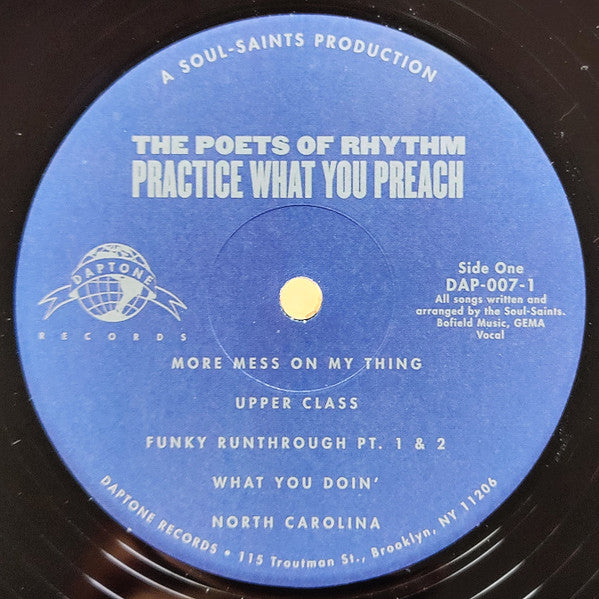 A SOUL-SAINTS PRODUCTION
THE POETS OF RHYTHM
PRACTICE WHAT YOU PREACH
DAPTONE
RECORDS
Side One
DAP-007-1
All songs written and
arranged by the Soul-Saints.
Bofield Music, GEMA
Vocal
MORE MESS ON MY THING
UPPER CLASS
FUNKY RUNTHROUGH PT. 1 & 2
WHAT YOU DOIN'
NORTH CAROLINA
DAPTONE RECORDS • 115 Troutman St., Brooklyn, NY 11206